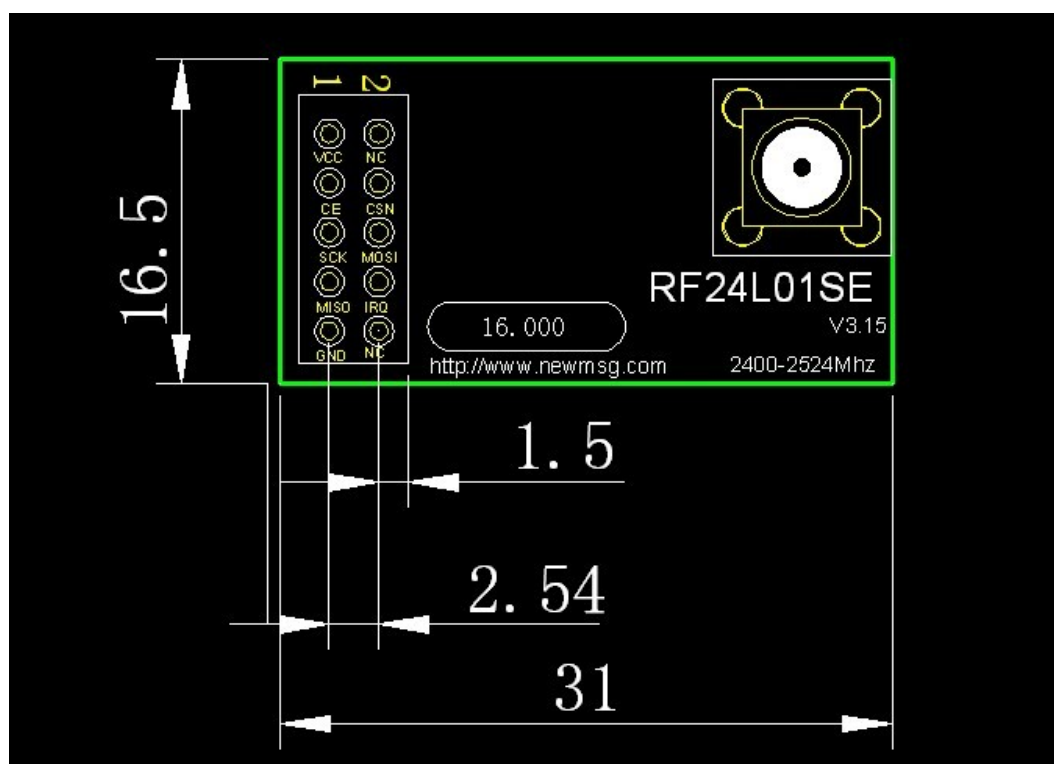 1 2
VCC NC
CE CSN
SCK MOSI
MISO IRQ
GND NC
16.5
RF24L01SE
16.000
V3.15
http://www.newmsg.com
2400-2524Mhz
1.5
2.54
31